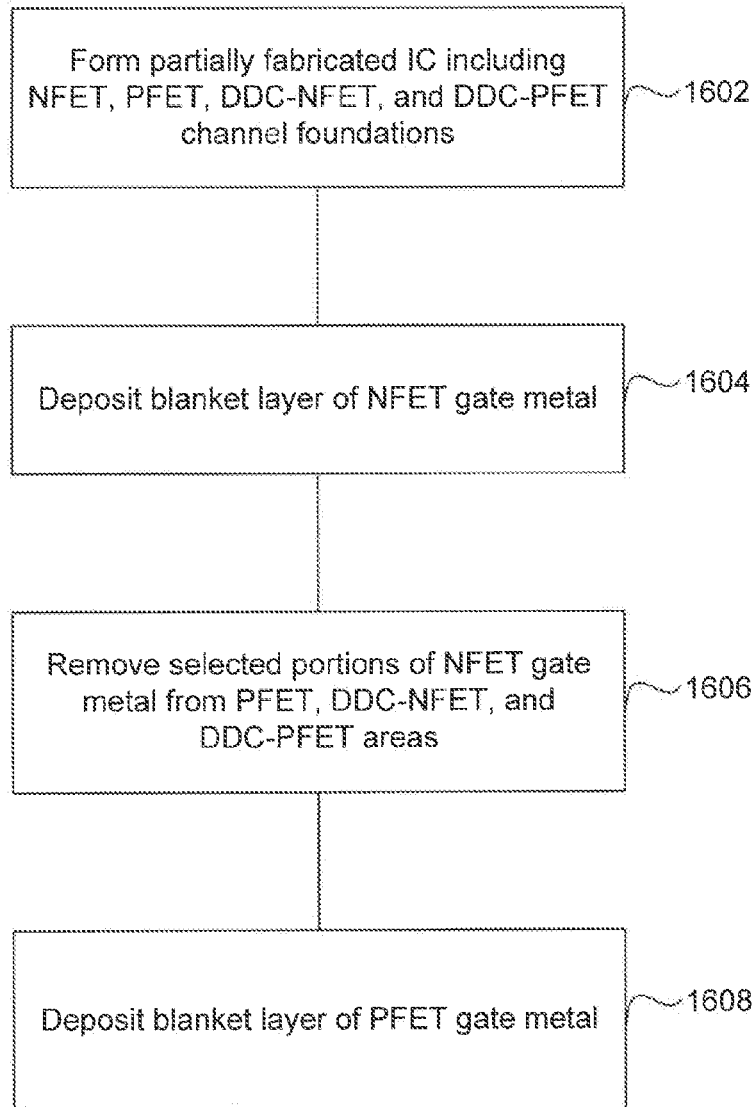 Form partially fabricated IC including
NFET, PFET, DDC-NFET, and DDC-PFET
channel foundations
1602
Deposit blanket layer of NFET gate metal
1604
Remove selected portions of NFET gate
metal from PFET, DDC-NFET, and
DDC-PFET areas
1606
Deposit blanket layer of PFET gate metal
1608